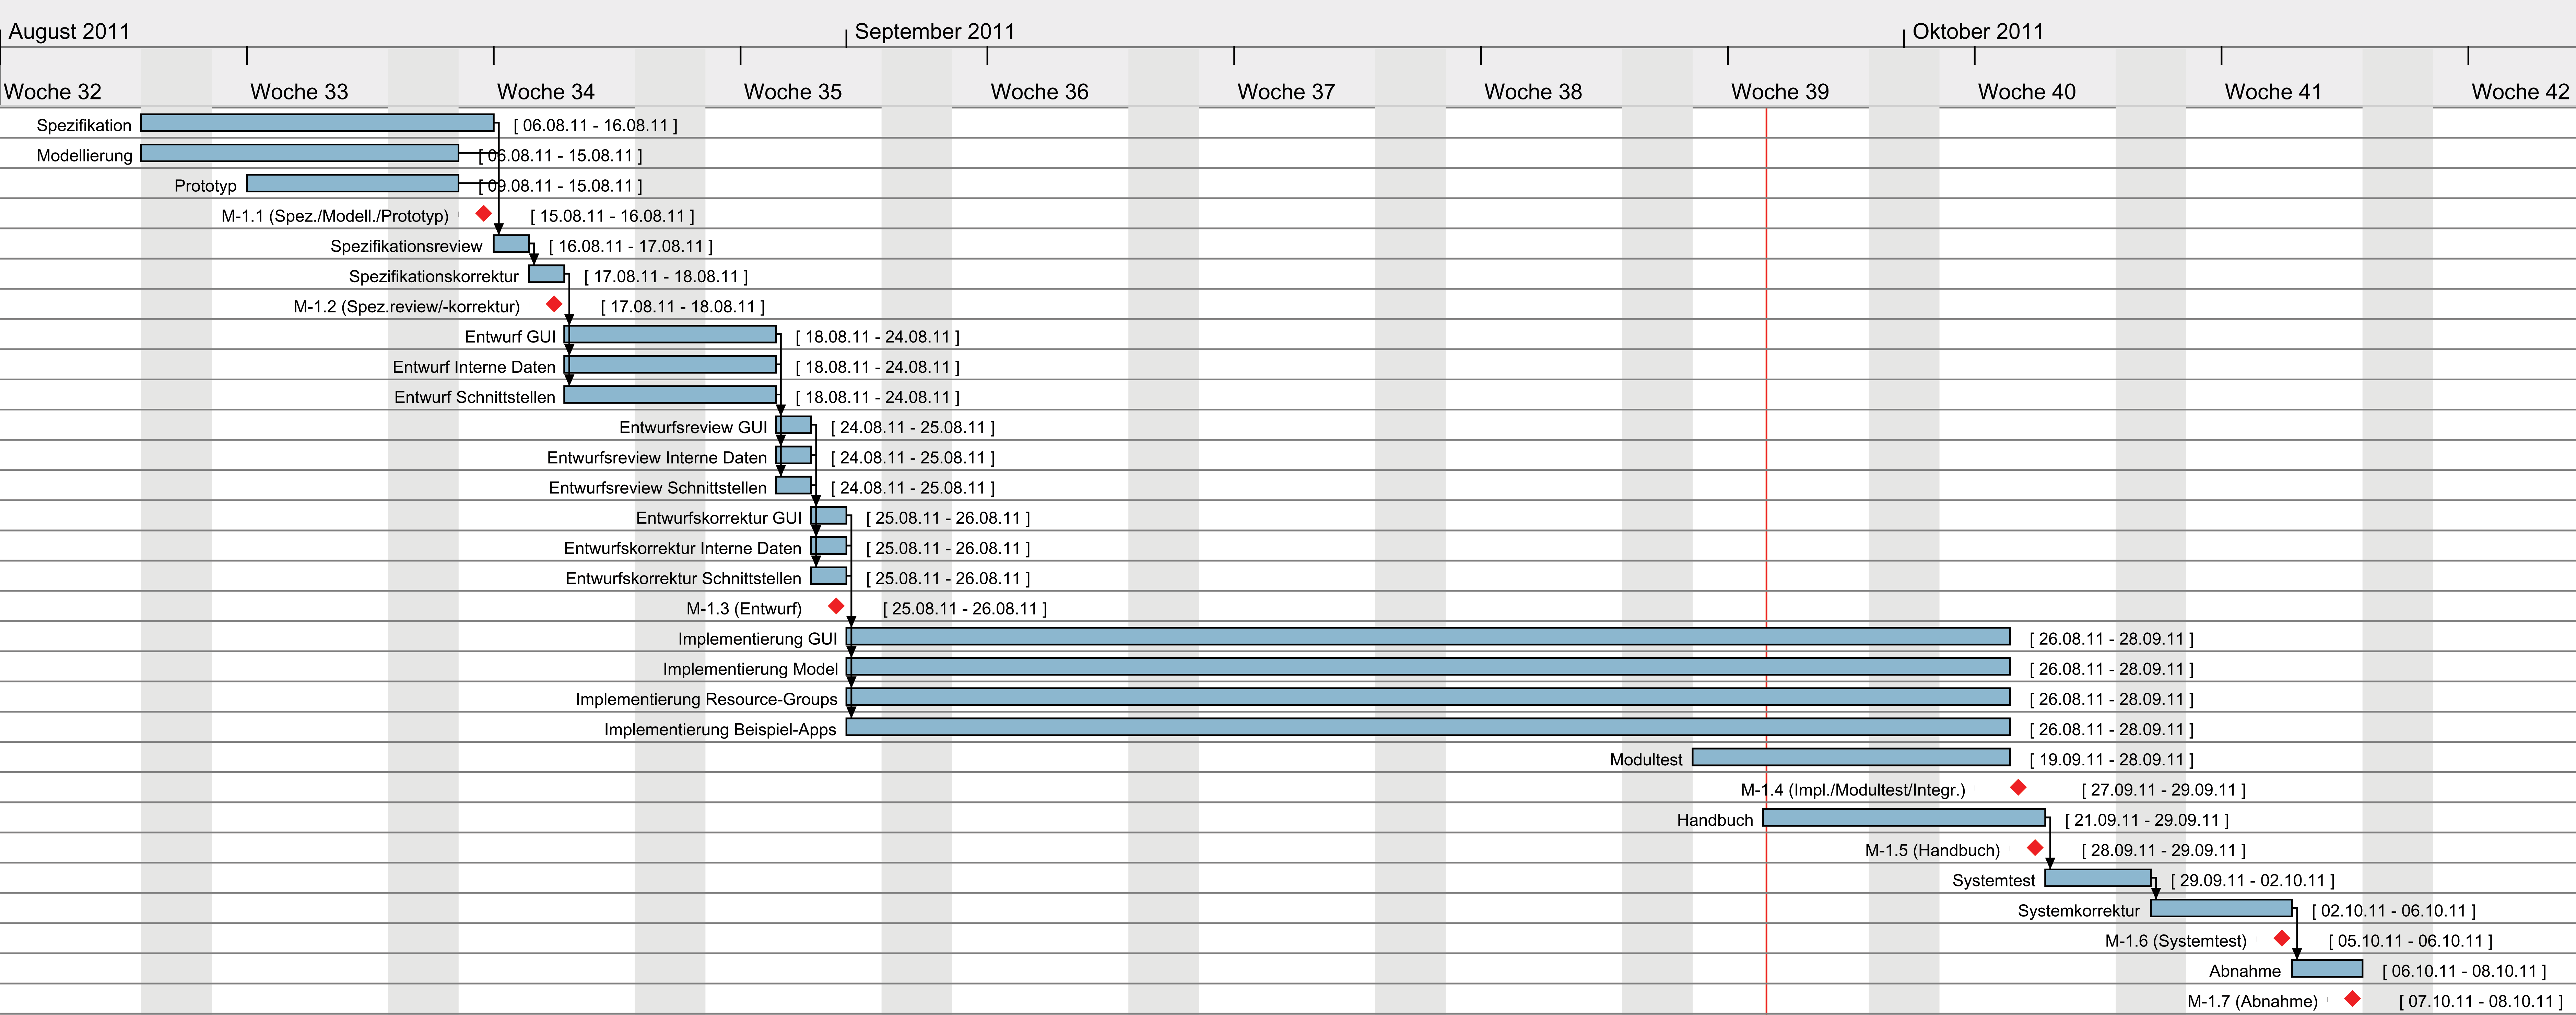 August 2011 September 2011 Oktober 2011
Woche 32 Woche 33 Woche 34 Woche 35 Woche 36 Woche 37 Woche 38 Woche 39 Woche 40 Woche 41 Woche 42
Spezifikation [ 06.08.11 - 16.08.11 ]
Modellierung [ 06.08.11 - 15.08.11 ]
Prototyp [ 09.08.11 - 15.08.11 ]
M-1.1 (Spez./Modell./Prototyp) [ 15.08.11 - 16.08.11 ]
Spezifikationsreview [ 16.08.11 - 17.08.11 ]
Spezifikationskorrektur [ 17.08.11 - 18.08.11 ]
M-1.2 (Spez.review/-korrektur) [ 17.08.11 - 18.08.11 ]
Entwurf GUI [ 18.08.11 - 24.08.11 ]
Entwurf Interne Daten [ 18.08.11 - 24.08.11 ]
Entwurf Schnittstellen [ 18.08.11 - 24.08.11 ]
Entwurfsreview GUI [ 24.08.11 - 25.08.11 ]
Entwurfsreview Interne Daten [ 24.08.11 - 25.08.11 ]
Entwurfsreview Schnittstellen [ 24.08.11 - 25.08.11 ]
Entwurfskorrektur GUI [ 25.08.11 - 26.08.11 ]
Entwurfskorrektur Interne Daten [ 25.08.11 - 26.08.11 ]
Entwurfskorrektur Schnittstellen [ 25.08.11 - 26.08.11 ]
M-1.3 (Entwurf) [ 25.08.11 - 26.08.11 ]
Implementierung GUI [ 26.08.11 - 28.09.11 ]
Implementierung Model [ 26.08.11 - 28.09.11 ]
Implementierung Resource-Groups [ 26.08.11 - 28.09.11 ]
Implementierung Beispiel-Apps [ 26.08.11 - 28.09.11 ]
Modultest [ 19.09.11 - 28.09.11 ]
M-1.4 (Impl./Modultest/Integr.) [ 27.09.11 - 29.09.11 ]
Handbuch [ 21.09.11 - 29.09.11 ]
M-1.5 (Handbuch) [ 28.09.11 - 29.09.11 ]
Systemtest [ 29.09.11 - 02.10.11 ]
Systemkorrektur [ 02.10.11 - 06.10.11 ]
M-1.6 (Systemtest) [ 05.10.11 - 06.10.11 ]
Abnahme [ 06.10.11 - 08.10.11 ]
M-1.7 (Abnahme) [ 07.10.11 - 08.10.11 ]